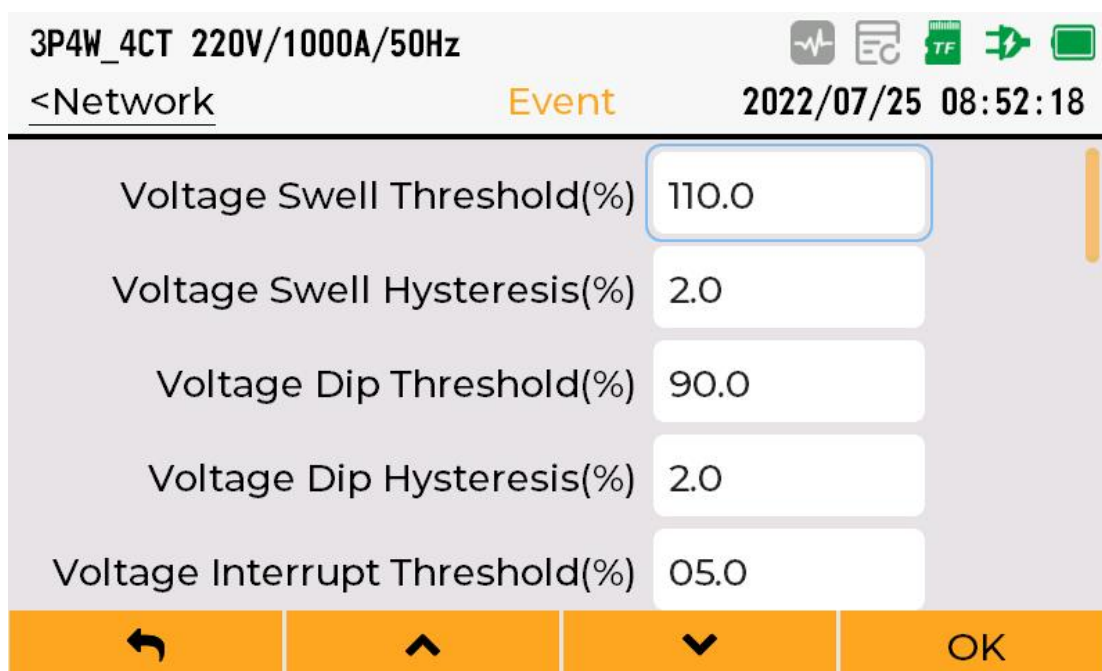 3P4W_4CT 220V/1000A/50Hz TF
<Network Event 2022/07/25 08:52:18
Voltage Swell Threshold(%) 110.0
Voltage Swell Hysteresis(%) 2.0
Voltage Dip Threshold(%) 90.0
Voltage Dip Hysteresis(%) 2.0
Voltage Interrupt Threshold(%) 05.0
OK